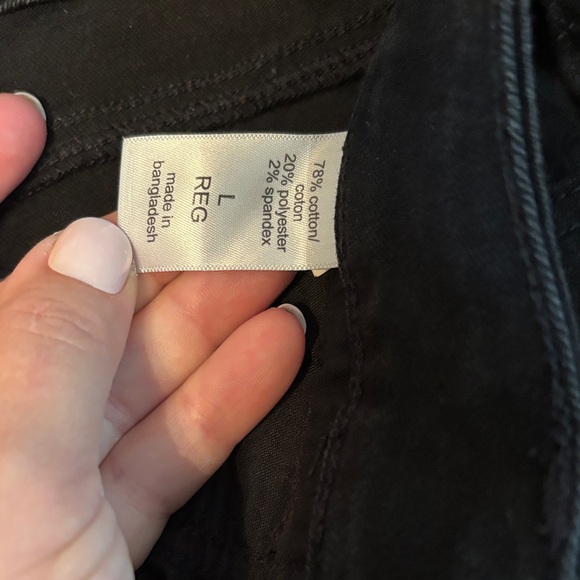 78% cotton/
coton
20% polyester
2% spandex
L
REG
made in
bangladesh